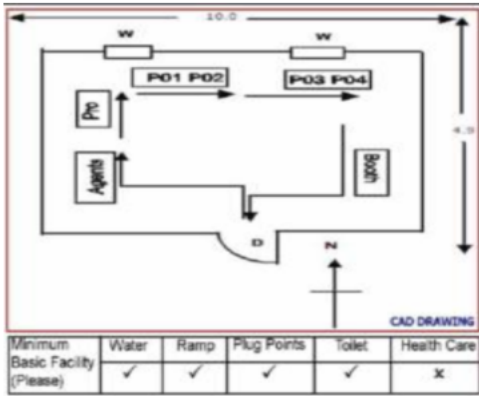 10.0
W
W
P01 P02
P03 P04
Pro
4.9
Agents
Booth
D
N
CAD DRAWING
Minimum Basic Facility (Please)
Water
Ramp
Plug Points
Toilet
Health Care
✓
✓
✓
✓
x